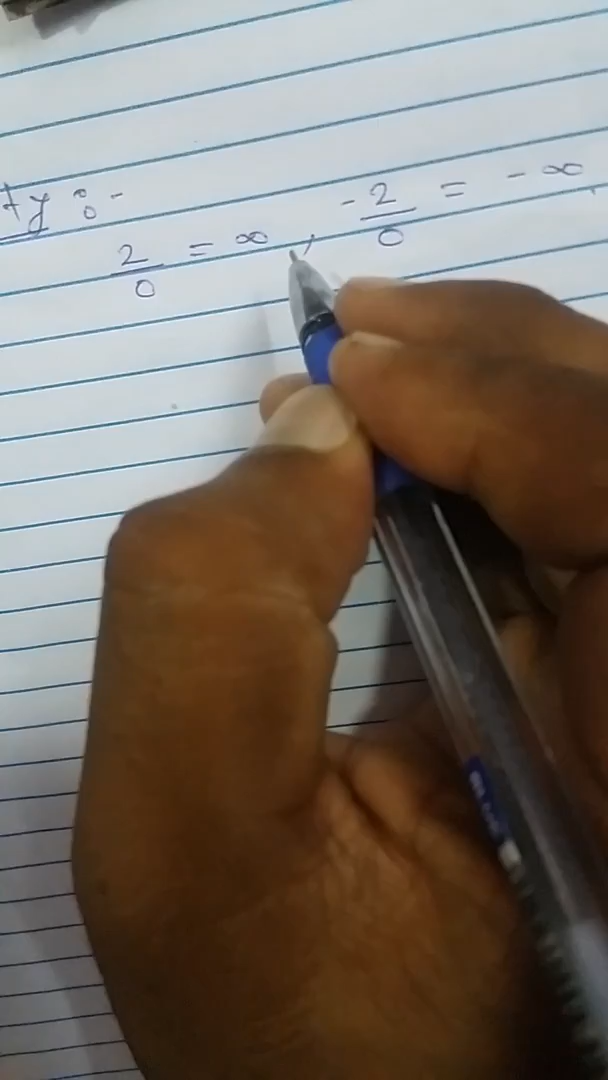 ty :-
2/0 = ∞, -2/0 = -∞